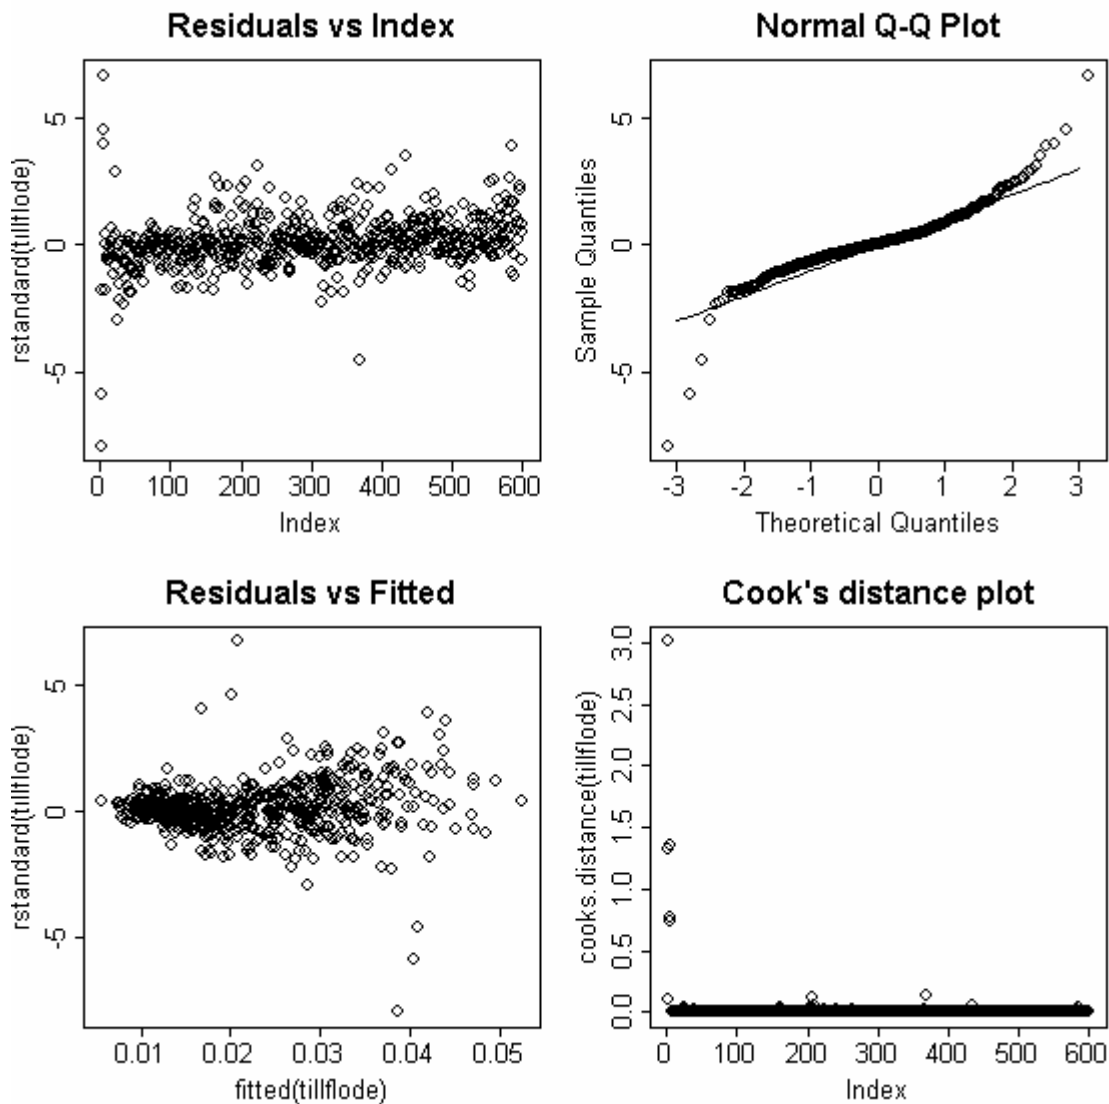 Residuals vs Index
rstandard(tillflode)
5
0
-5
0 100 200 300 400 500 600
Index
Normal Q-Q Plot
Sample Quantiles
5
0
-5
-3 -2 -1 0 1 2 3
Theoretical Quantiles
Residuals vs Fitted
rstandard(tillflode)
5
0
-5
0.01 0.02 0.03 0.04 0.05
fitted(tillflode)
Cook's distance plot
cooks.distance(tillflode)
3.0
2.5
2.0
1.5
1.0
0.5
0.0
0 100 200 300 400 500 600
Index